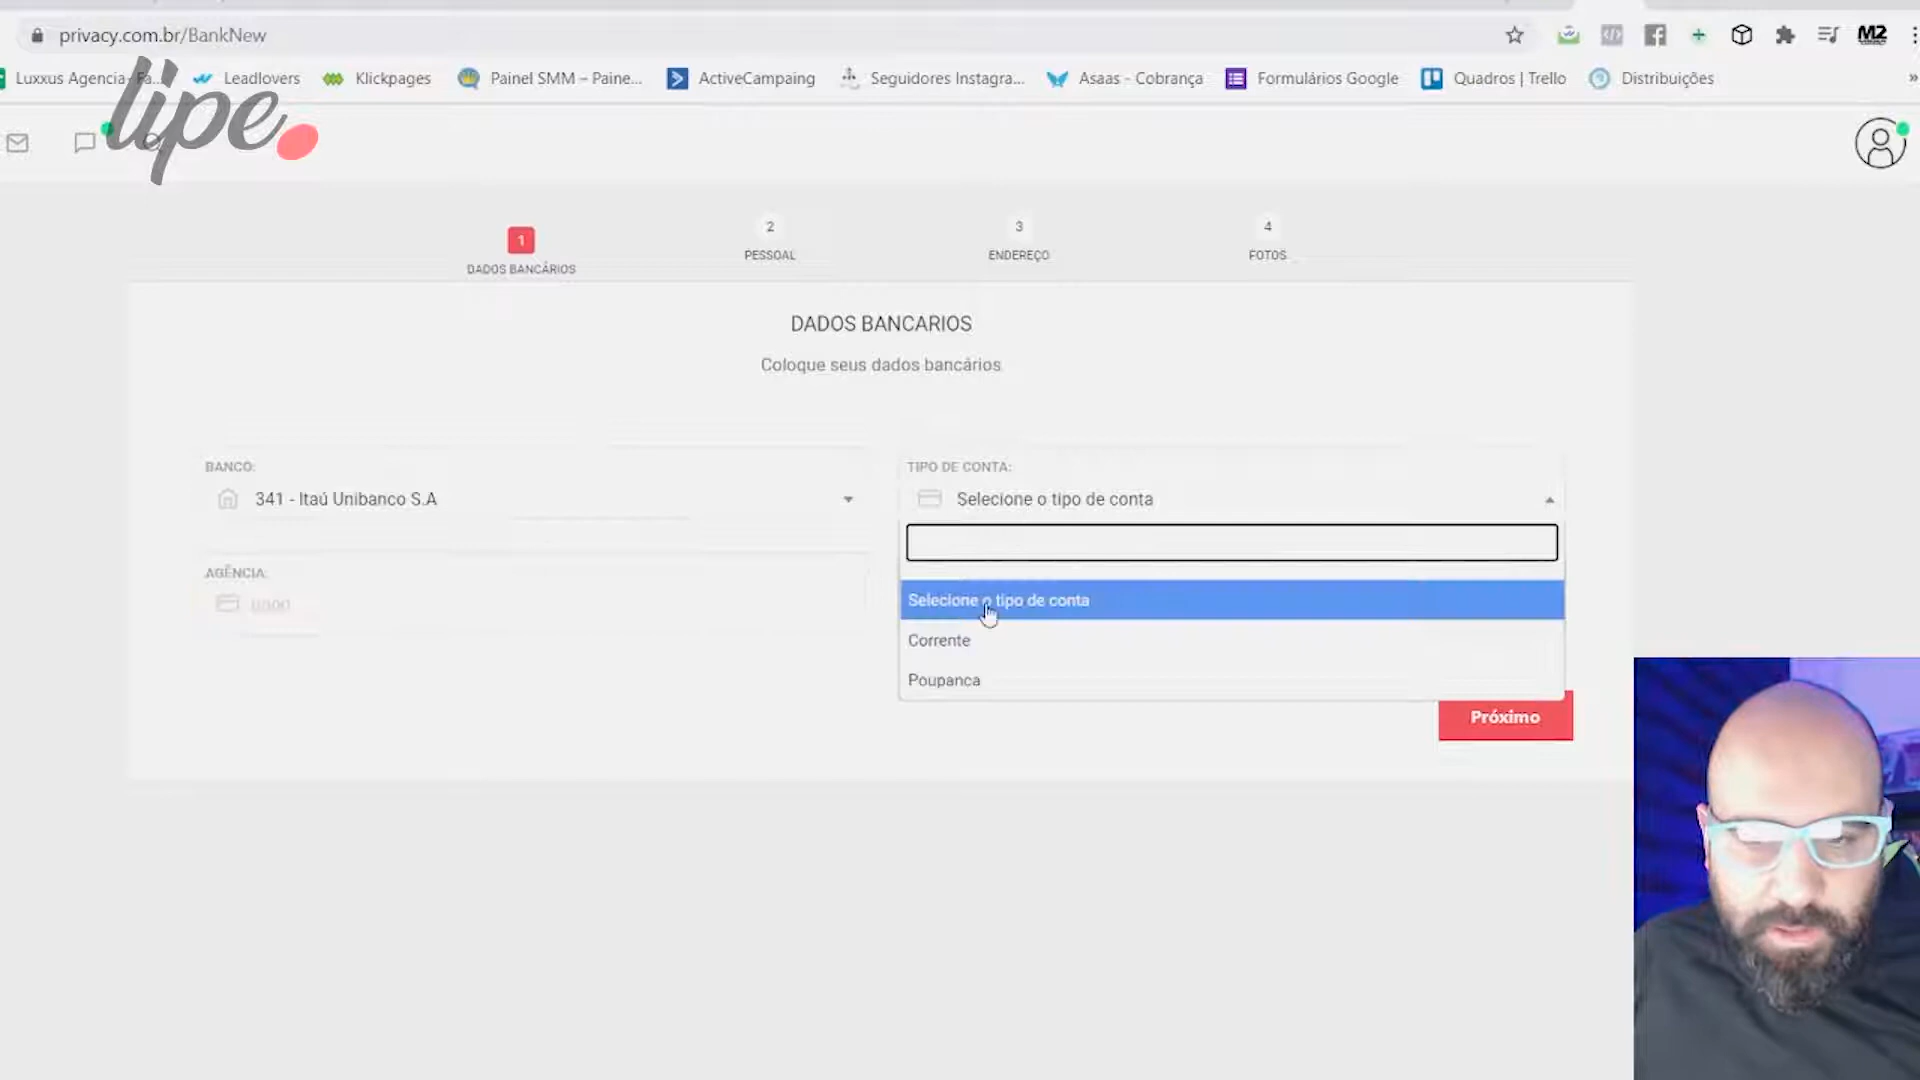 privacy.com.br/BankNew
M2
Luxxus Agencia- Fa...
Leadlovers
Klickpages
Painel SMM – Paine...
ActiveCampaing
Seguidores Instagra...
Asaas - Cobrança
Formulários Google
Quadros | Trello
Distribuições
»
lipe.
1
DADOS BANCÁRIOS
2
PESSOAL
3
ENDEREÇO
4
FOTOS
DADOS BANCARIOS
Coloque seus dados bancários
BANCO:
341 - Itaú Unibanco S.A
TIPO DE CONTA:
Selecione o tipo de conta
AGÊNCIA:
0000
Selecione o tipo de conta
Corrente
Poupanca
Próximo